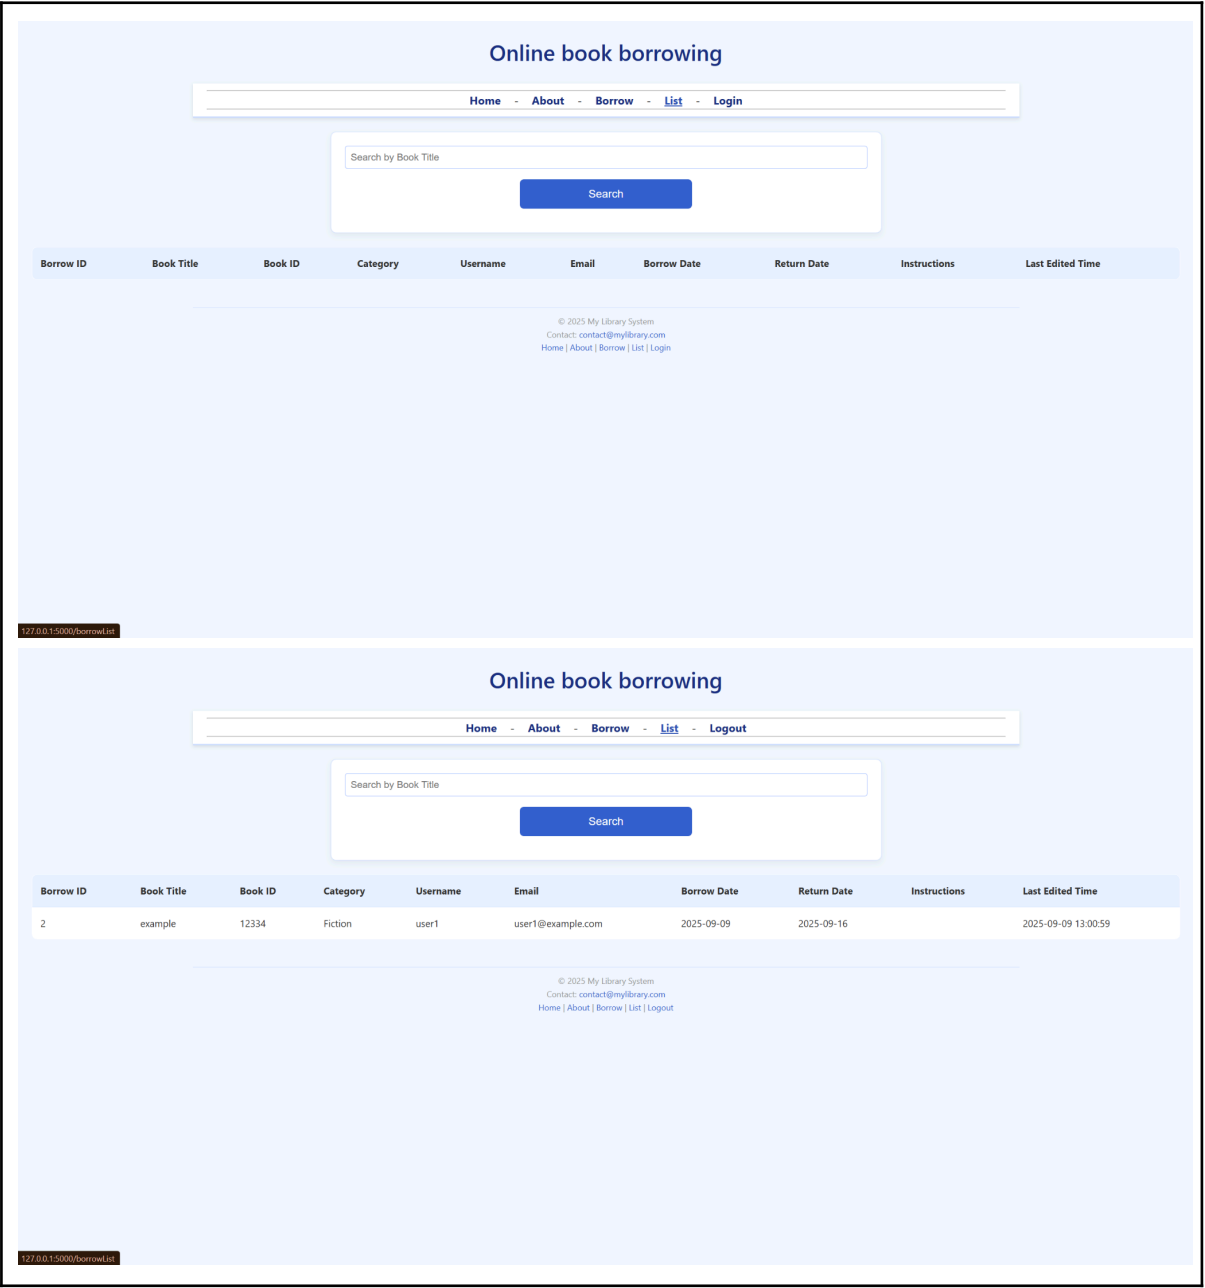 Online book borrowing
Home - About - Borrow - List - Login
Search by Book Title
Search
Borrow ID Book Title Book ID Category Username Email Borrow Date Return Date Instructions Last Edited Time
© 2025 My Library System
Contact: contact@mylibrary.com
Home | About | Borrow | List | Login
127.0.0.1:5000/borrowList
Online book borrowing
Home - About - Borrow - List - Logout
Search by Book Title
Search
Borrow ID Book Title Book ID Category Username Email Borrow Date Return Date Instructions Last Edited Time
2 example 12334 Fiction user1 user1@example.com 2025-09-09 2025-09-16 2025-09-09 13:00:59
© 2025 My Library System
Contact: contact@mylibrary.com
Home | About | Borrow | List | Logout
127.0.0.1:5000/borrowList